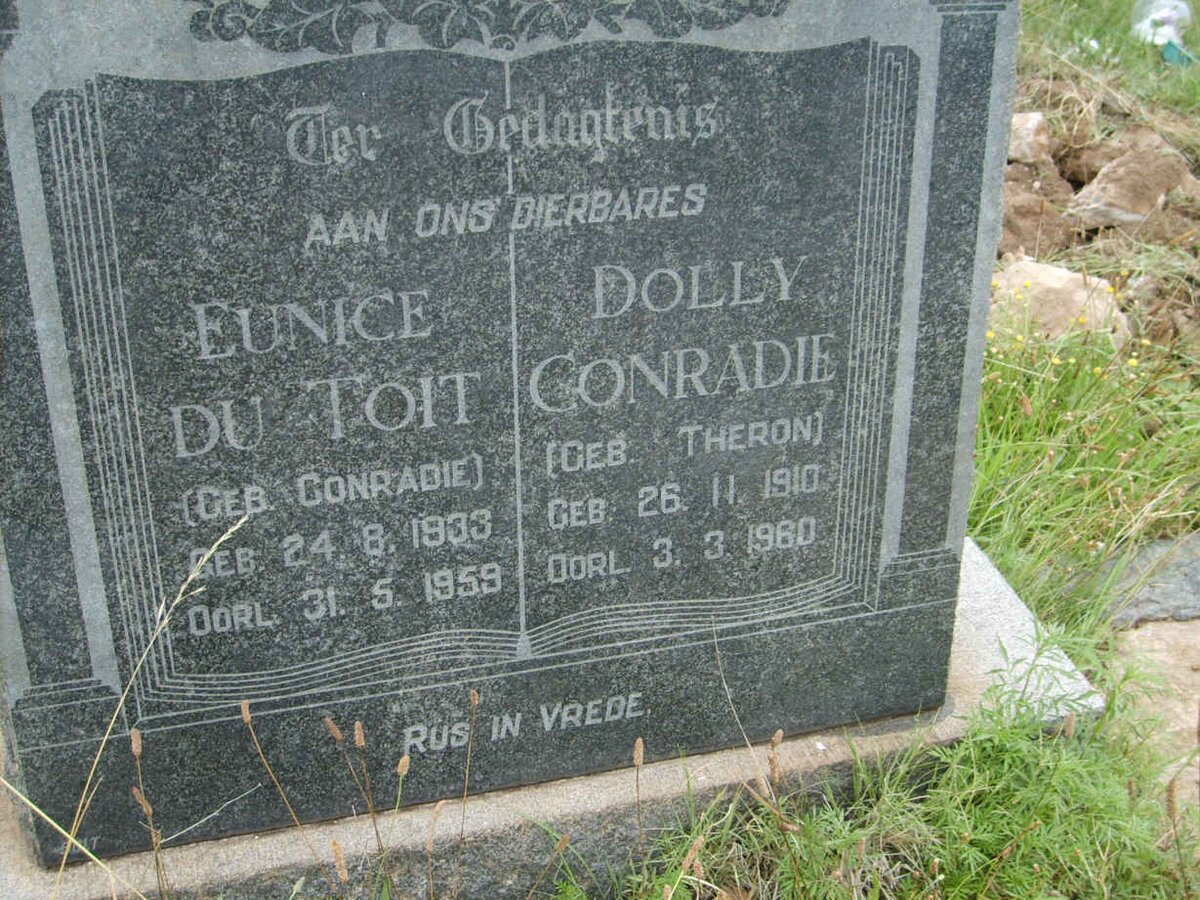 Ter Gedagtenis
AAN ONS DIERBARES
EUNICE
DU TOIT
(GEB. CONRADIE)
GEB. 24. 8. 1933
OORL. 31. 5. 1959
DOLLY
CONRADIE
(GEB. THERON)
GEB. 26. 11. 1910
OORL. 3. 3. 1960
RUS IN VREDE.